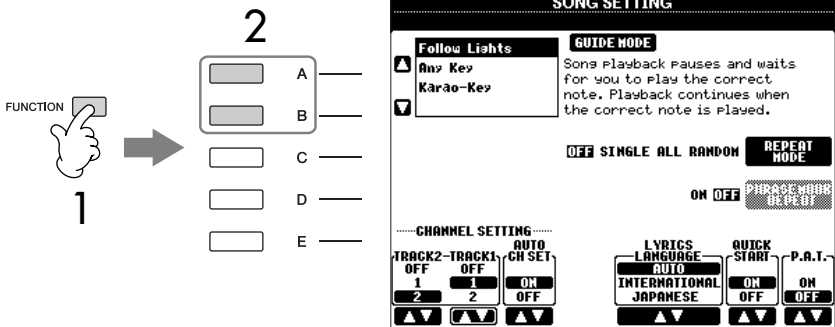 2
FUNCTION
1
A
B
C
D
E
SONG SETTING
Follow Lights
Any Key
Karao-Key
GUIDE MODE
Song playback pauses and waits
for you to play the correct
note. Playback continues when
the correct note is played.
OFF SINGLE ALL RANDOM
REPEAT
MODE
ON OFF
PHRASE MARK
REPEAT
CHANNEL SETTING
TRACK2-TRACK1
AUTO
CH SET
OFF OFF
1 1 ON
2 2 OFF
LYRICS
LANGUAGE
AUTO
INTERNATIONAL
JAPANESE
QUICK
START
ON
OFF
P.A.T.
ON
OFF